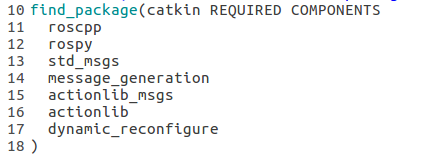 10 find_package(catkin REQUIRED COMPONENTS
11   roscpp
12   rospy
13   std_msgs
14   message_generation
15   actionlib_msgs
16   actionlib
17   dynamic_reconfigure
18 )